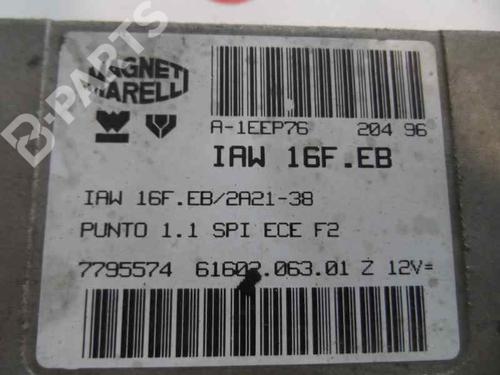 B-PARTS
MAGNETI
MARELLI
A-1EEP76 204 96
IAW 16F.EB
IAW 16F.EB/2A21-38
PUNTO 1.1 SPI ECE F2
7795574 61602.063.01 Z 12V=